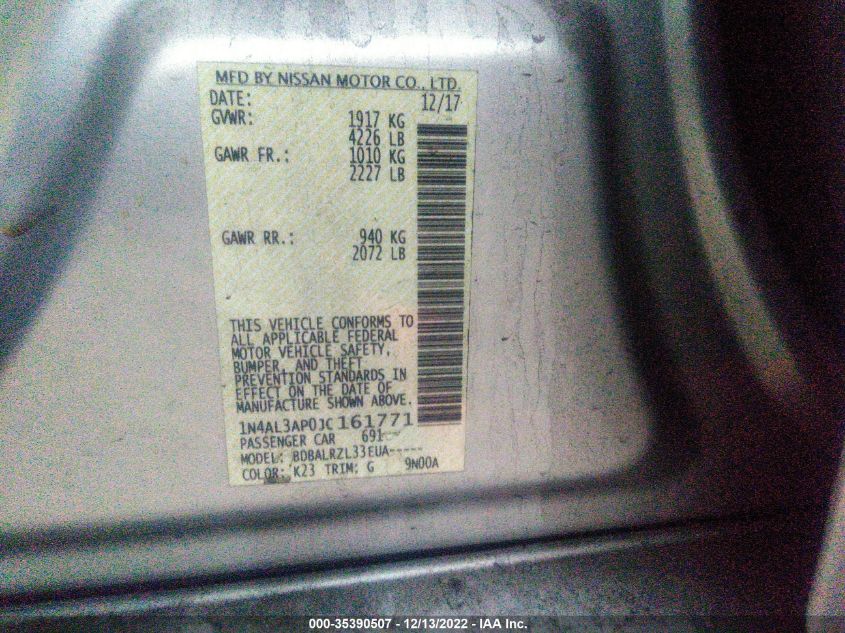 MFD BY NISSAN MOTOR CO., LTD.
DATE: 12/17
GVWR: 1917 KG
4226 LB
GAWR FR.: 1010 KG
2227 LB
GAWR RR.: 940 KG
2072 LB
THIS VEHICLE CONFORMS TO
ALL APPLICABLE FEDERAL
MOTOR VEHICLE SAFETY,
BUMPER, AND THEFT
PREVENTION STANDARDS IN
EFFECT ON THE DATE OF
MANUFACTURE SHOWN ABOVE.
1N4AL3AP0JC161771
PASSENGER CAR 691
MODEL: BDBALRZL33EUA-----
COLOR: K23 TRIM: G 9N00A
000-35390507 - 12/13/2022 - IAA Inc.